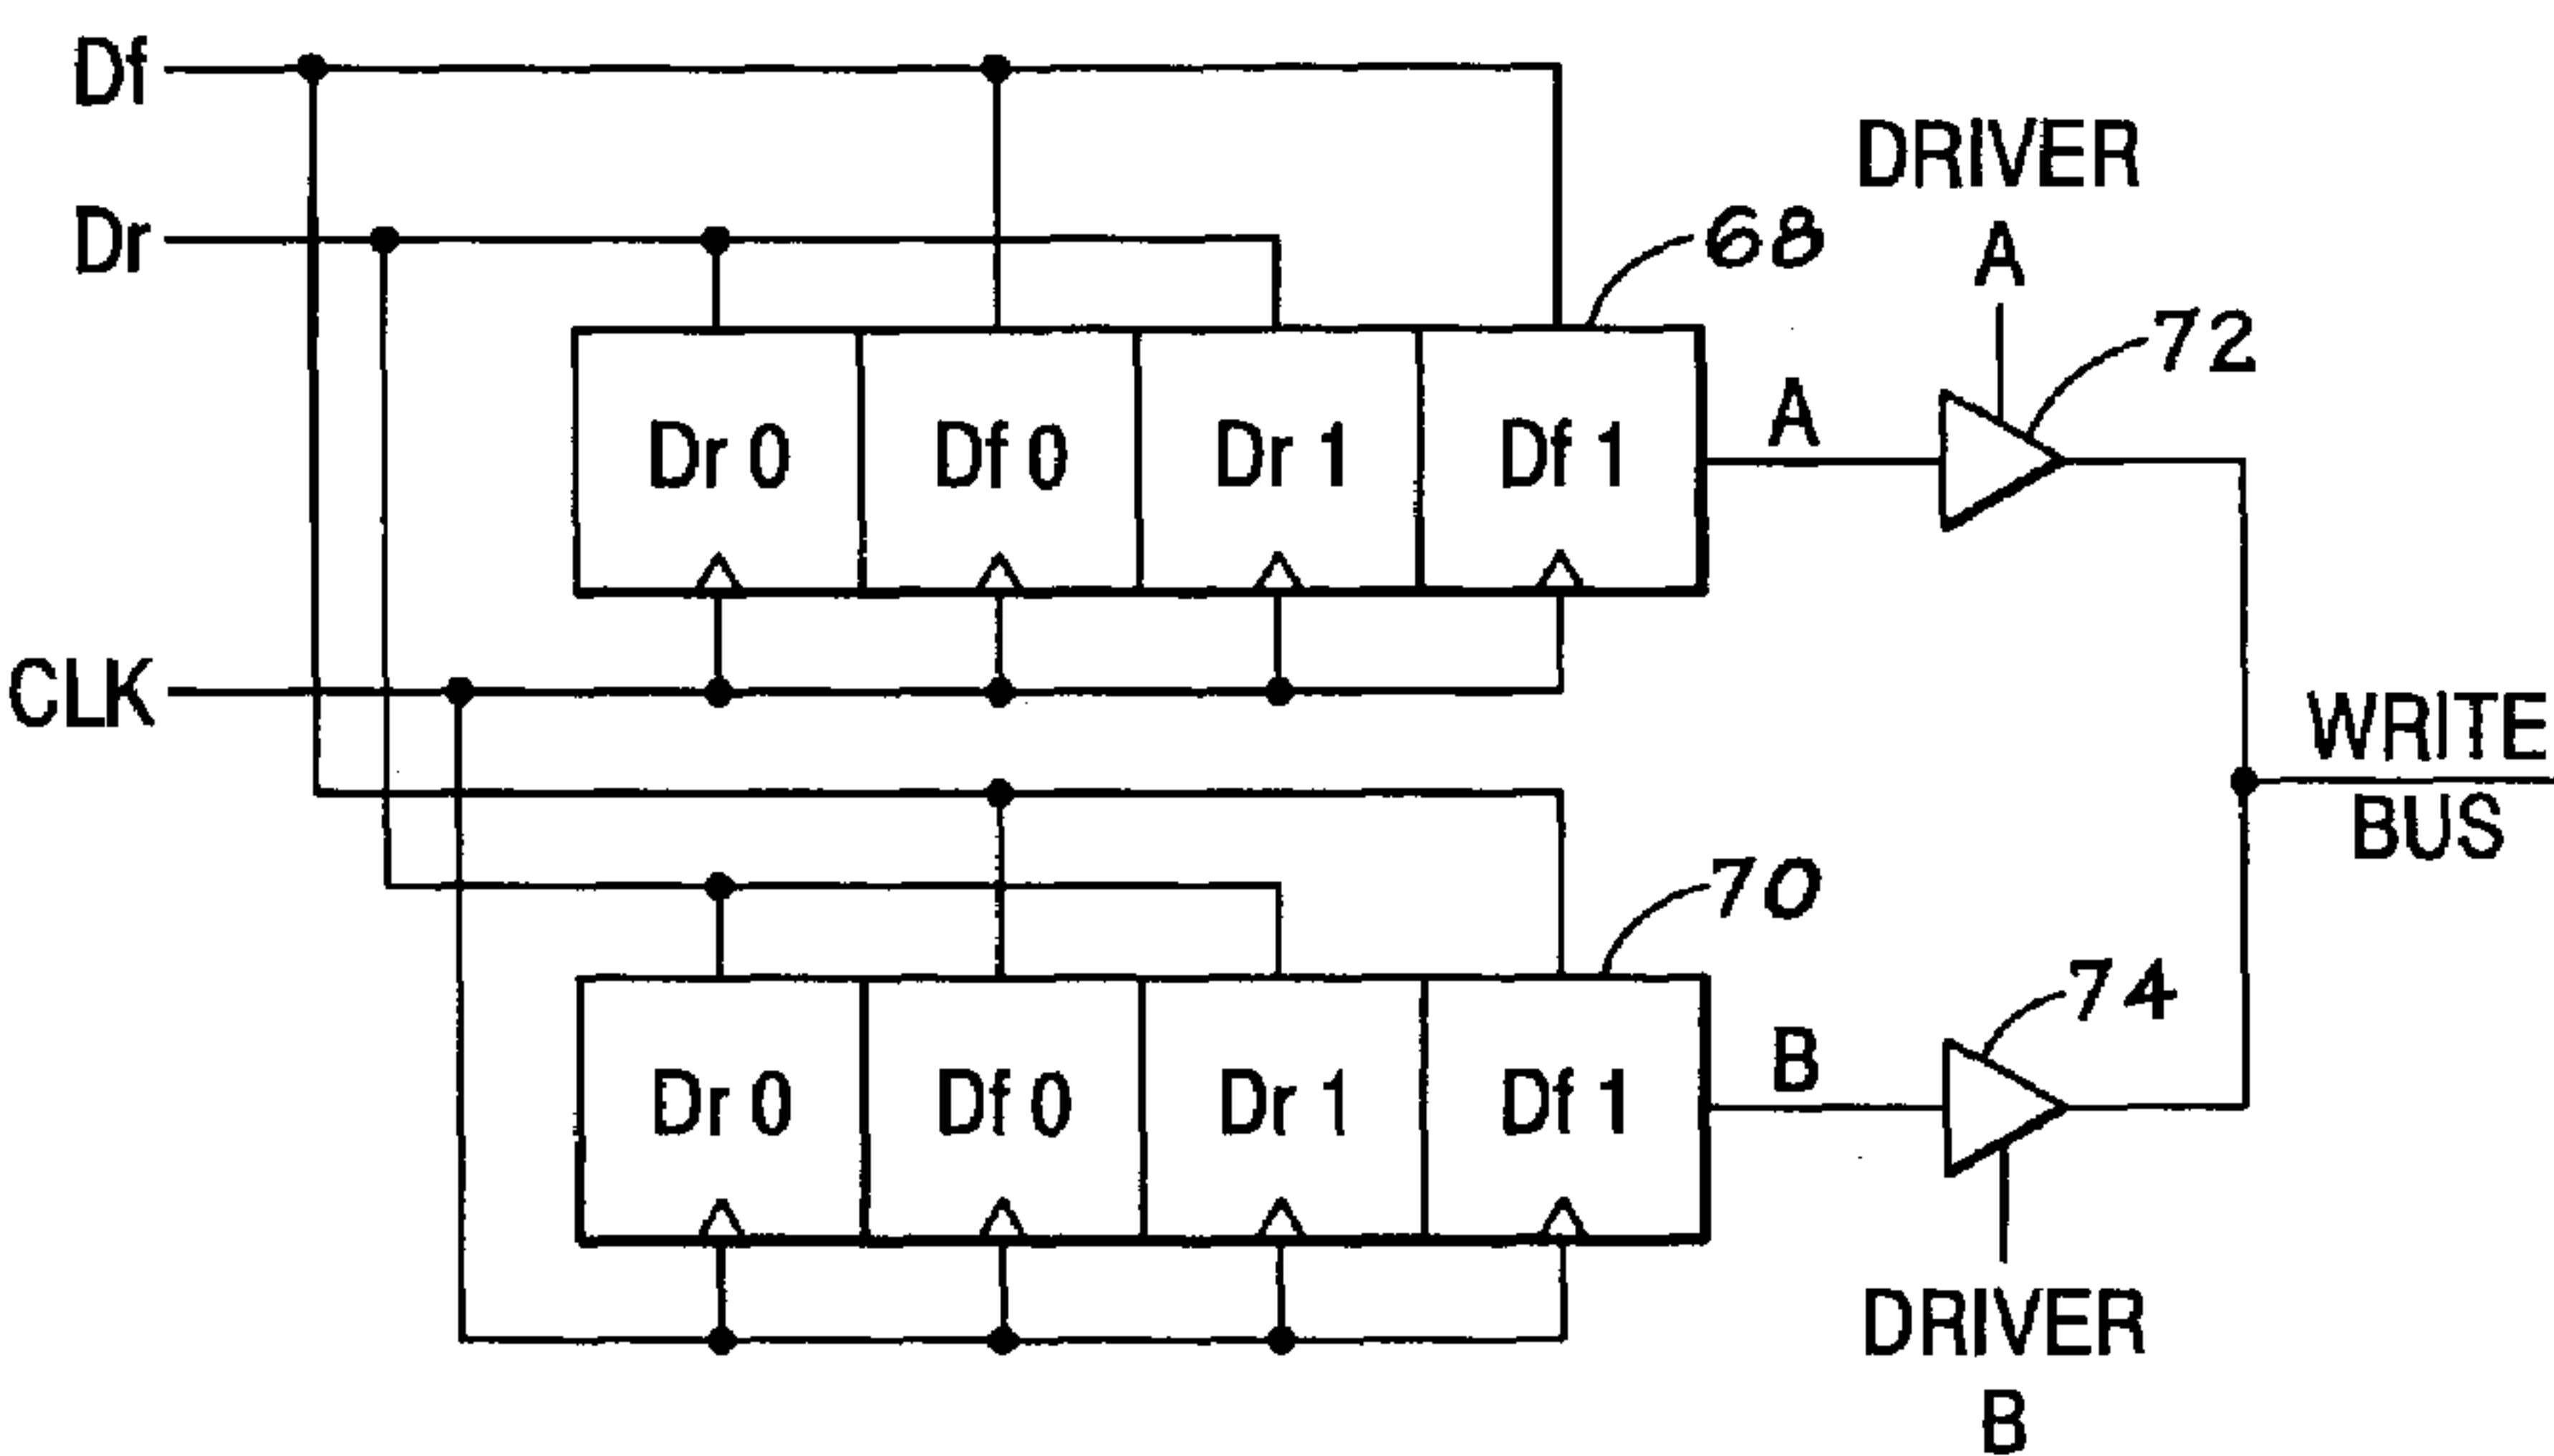 Df
DRIVER
A
Dr
68
72
Dr 0 Df 0 Dr 1 Df 1
A
CLK
WRITE
BUS
70
74
Dr 0 Df 0 Dr 1 Df 1
B
DRIVER
B